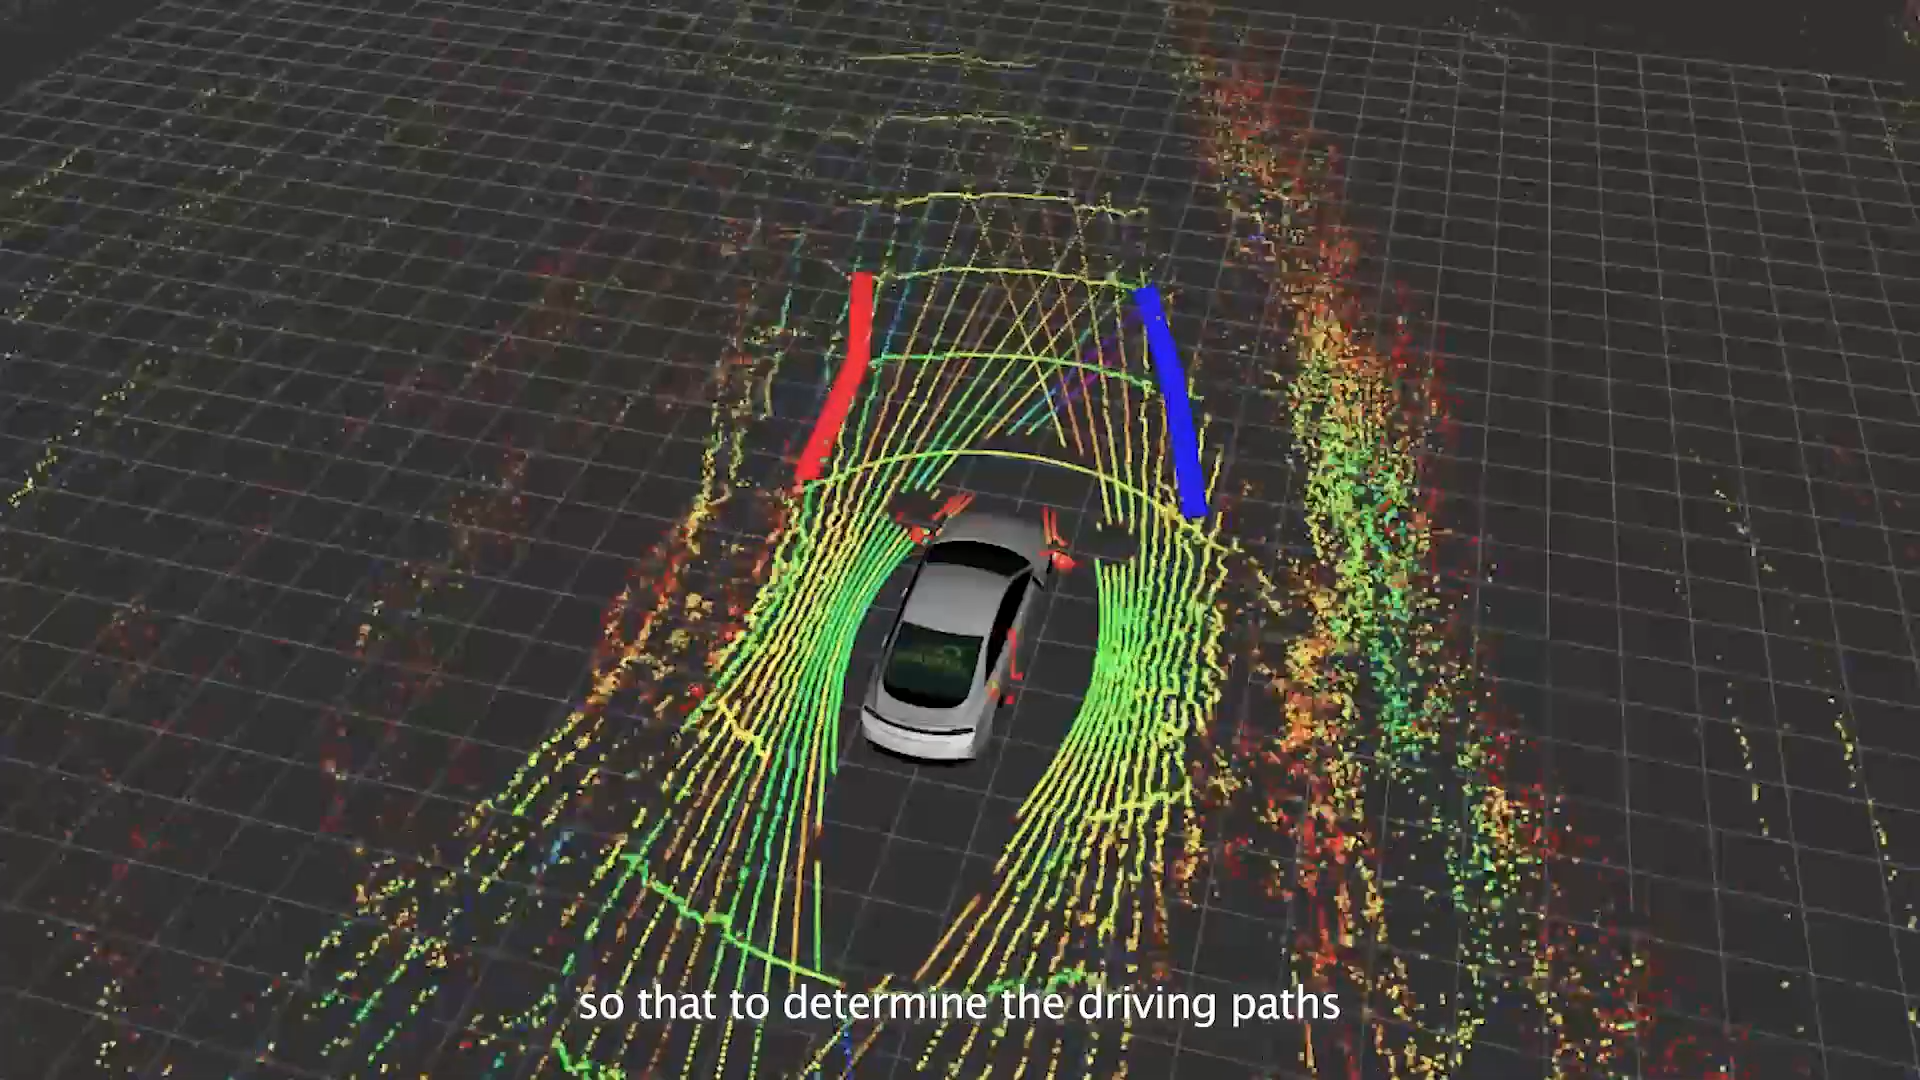 so that to determine the driving paths